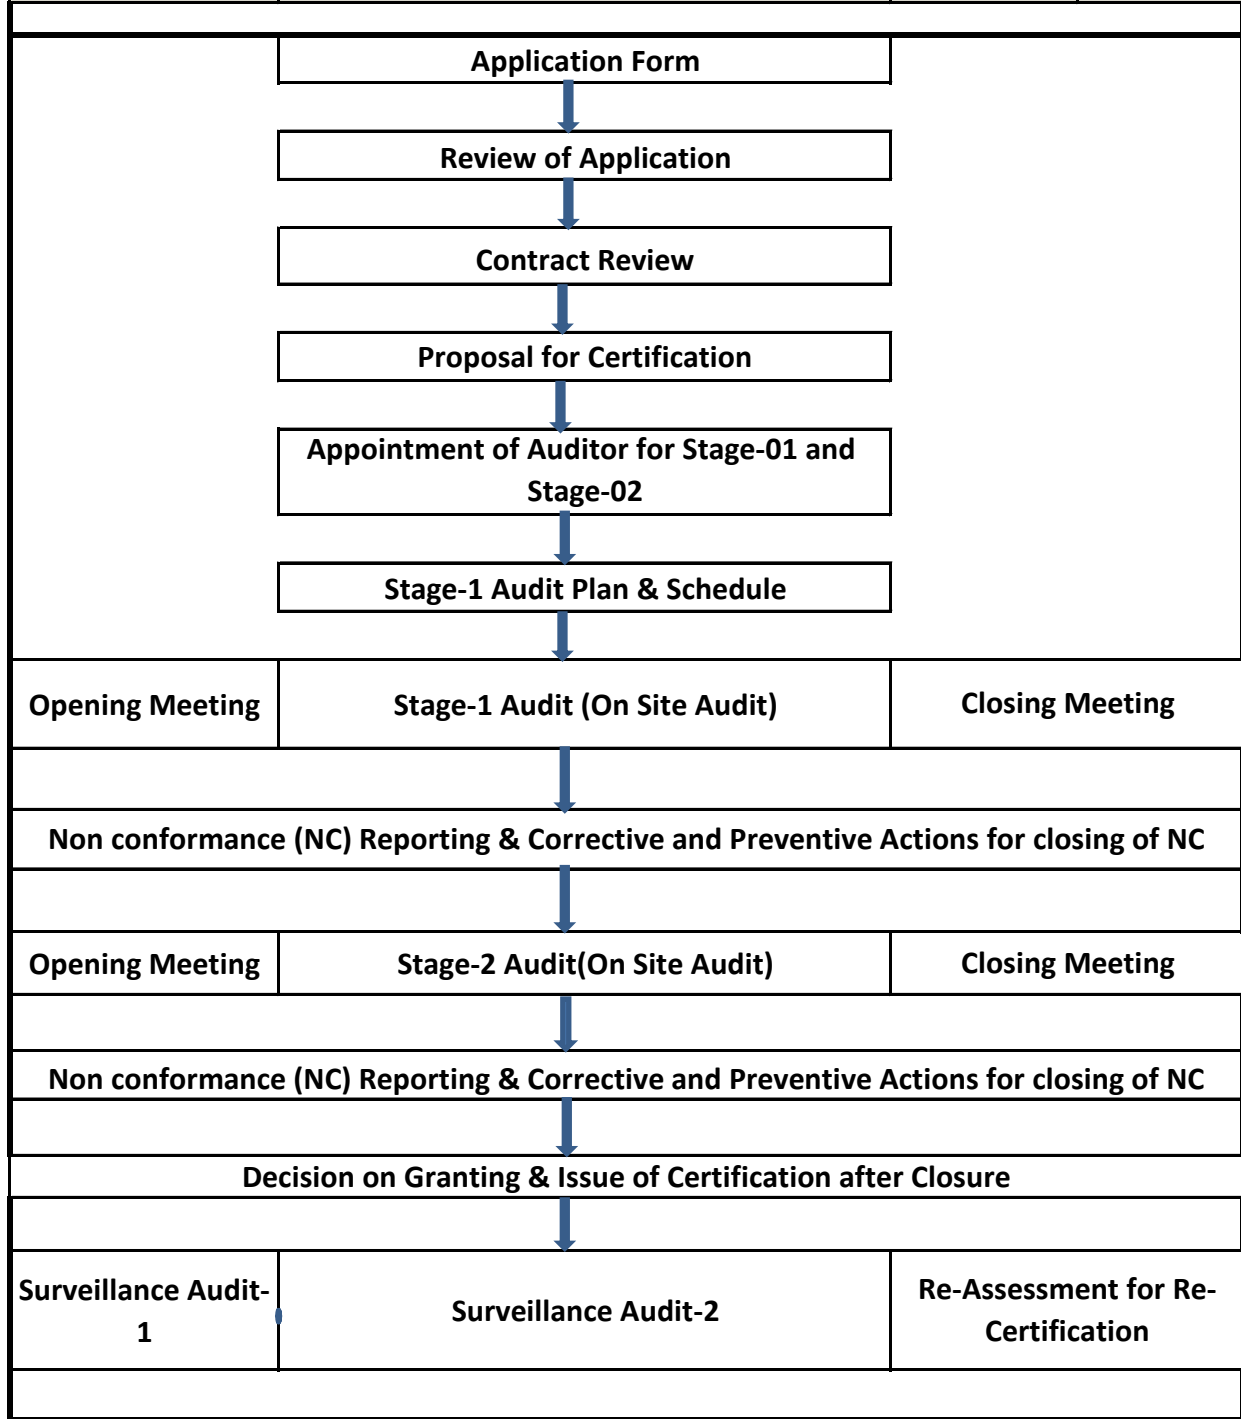 Application Form
Review of Application
Contract Review
Proposal for Certification
Appointment of Auditor for Stage-01 and
Stage-02
Stage-1 Audit Plan & Schedule
Opening Meeting
Stage-1 Audit (On Site Audit)
Closing Meeting
Non conformance (NC) Reporting & Corrective and Preventive Actions for closing of NC
Opening Meeting
Stage-2 Audit(On Site Audit)
Closing Meeting
Non conformance (NC) Reporting & Corrective and Preventive Actions for closing of NC
Decision on Granting & Issue of Certification after Closure
Surveillance Audit-
1
Surveillance Audit-2
Re-Assessment for Re-
Certification